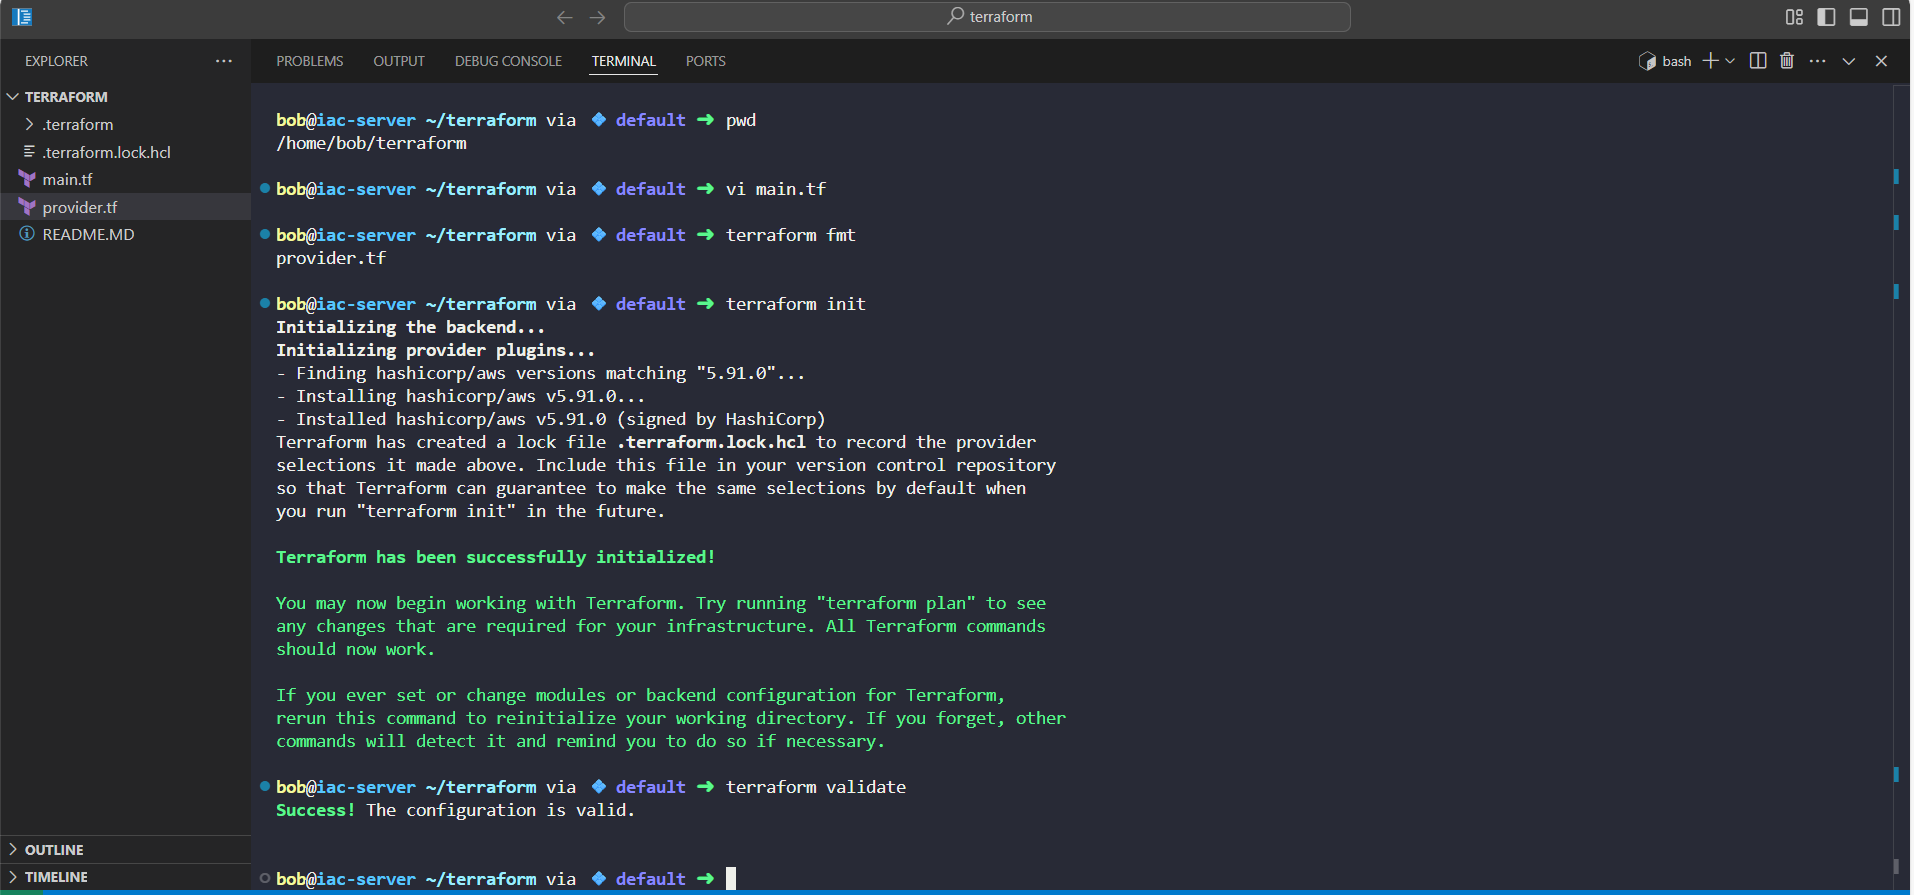 terraform
EXPLORER
PROBLEMS OUTPUT DEBUG CONSOLE TERMINAL PORTS
bash
TERRAFORM
.terraform
.terraform.lock.hcl
main.tf
provider.tf
README.MD
OUTLINE
TIMELINE
bob@iac-server ~/terraform via default ➜ pwd
/home/bob/terraform
bob@iac-server ~/terraform via default ➜ vi main.tf
bob@iac-server ~/terraform via default ➜ terraform fmt
provider.tf
bob@iac-server ~/terraform via default ➜ terraform init
Initializing the backend...
Initializing provider plugins...
- Finding hashicorp/aws versions matching "5.91.0"...
- Installing hashicorp/aws v5.91.0...
- Installed hashicorp/aws v5.91.0 (signed by HashiCorp)
Terraform has created a lock file .terraform.lock.hcl to record the provider
selections it made above. Include this file in your version control repository
so that Terraform can guarantee to make the same selections by default when
you run "terraform init" in the future.
Terraform has been successfully initialized!
You may now begin working with Terraform. Try running "terraform plan" to see
any changes that are required for your infrastructure. All Terraform commands
should now work.
If you ever set or change modules or backend configuration for Terraform,
rerun this command to reinitialize your working directory. If you forget, other
commands will detect it and remind you to do so if necessary.
bob@iac-server ~/terraform via default ➜ terraform validate
Success! The configuration is valid.
bob@iac-server ~/terraform via default ➜